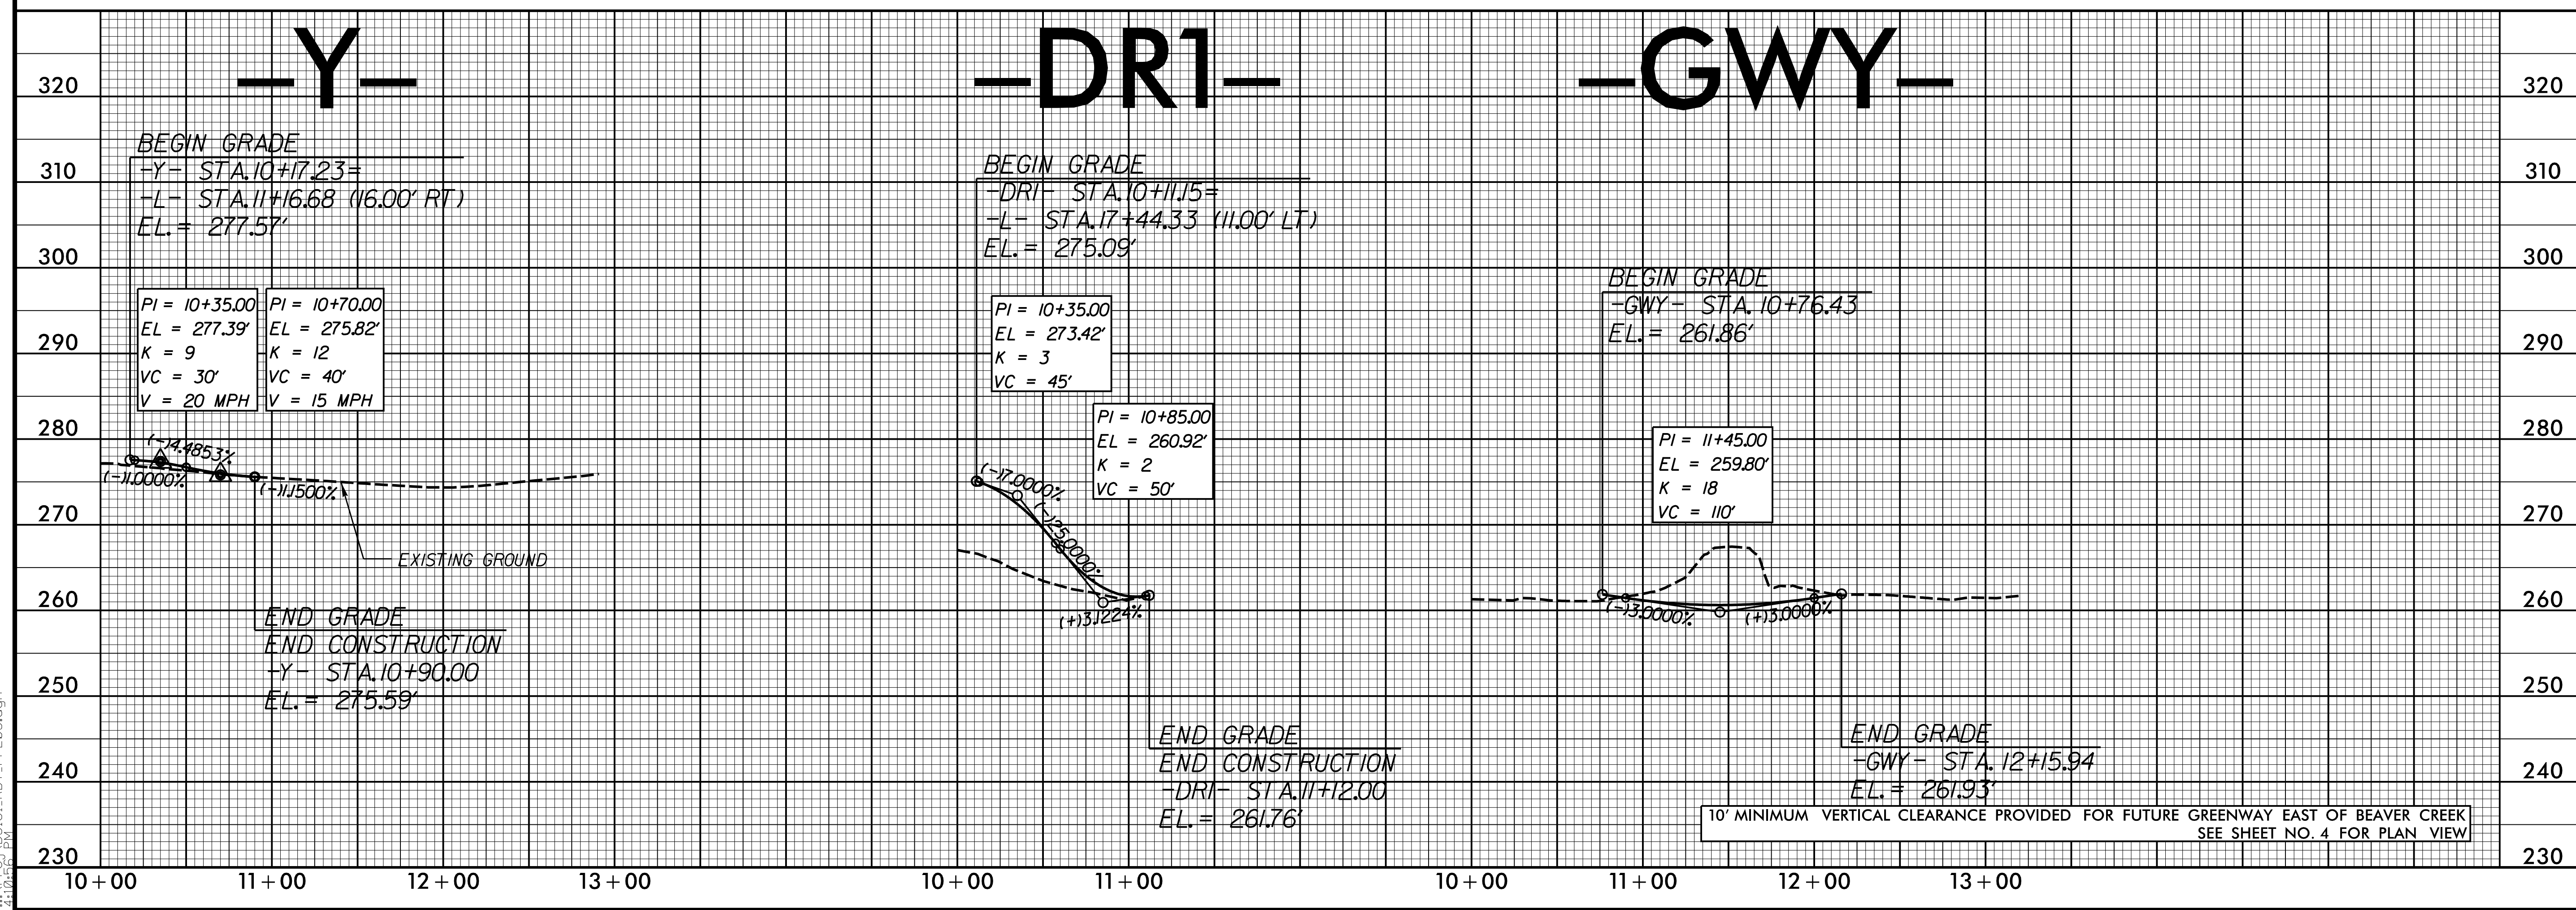 -Y-
BEGIN GRADE
-Y- STA.10+17.23=
-L- STA.11+16.68 (16.00' RT)
EL.= 277.57'
PI = 10+35.00
EL = 277.39'
K = 9
VC = 30'
V = 20 MPH
PI = 10+70.00
EL = 275.82'
K = 12
VC = 40'
V = 15 MPH
(-)4.4853%
(-)1.0000%
(-)1.1500%
EXISTING GROUND
END GRADE
END CONSTRUCTION
-Y- STA.10+90.00
EL.= 275.59'
-DR1-
BEGIN GRADE
-DR1- STA.10+11.15=
-L- STA.17+44.33 (11.00' LT)
EL.= 275.09'
PI = 10+35.00
EL = 273.42'
K = 3
VC = 45'
PI = 10+85.00
EL = 260.92'
K = 2
VC = 50'
(-)7.0000%
(-)25.0000%
(+)3.1224%
END GRADE
END CONSTRUCTION
-DR1- STA.11+12.00
EL.= 261.76'
-GWY-
BEGIN GRADE
-GWY- STA. 10+76.43
EL.= 261.86'
PI = 11+45.00
EL = 259.80'
K = 18
VC = 110'
(-)3.0000%
(+)3.0000%
END GRADE
-GWY- STA. 12+15.94
EL.= 261.93'
10' MINIMUM VERTICAL CLEARANCE PROVIDED FOR FUTURE GREENWAY EAST OF BEAVER CREEK
SEE SHEET NO. 4 FOR PLAN VIEW
320
310
300
290
280
270
260
250
240
230
320
310
300
290
280
270
260
250
240
230
10+00 11+00 12+00 13+00 10+00 11+00 10+00 11+00 12+00 13+00